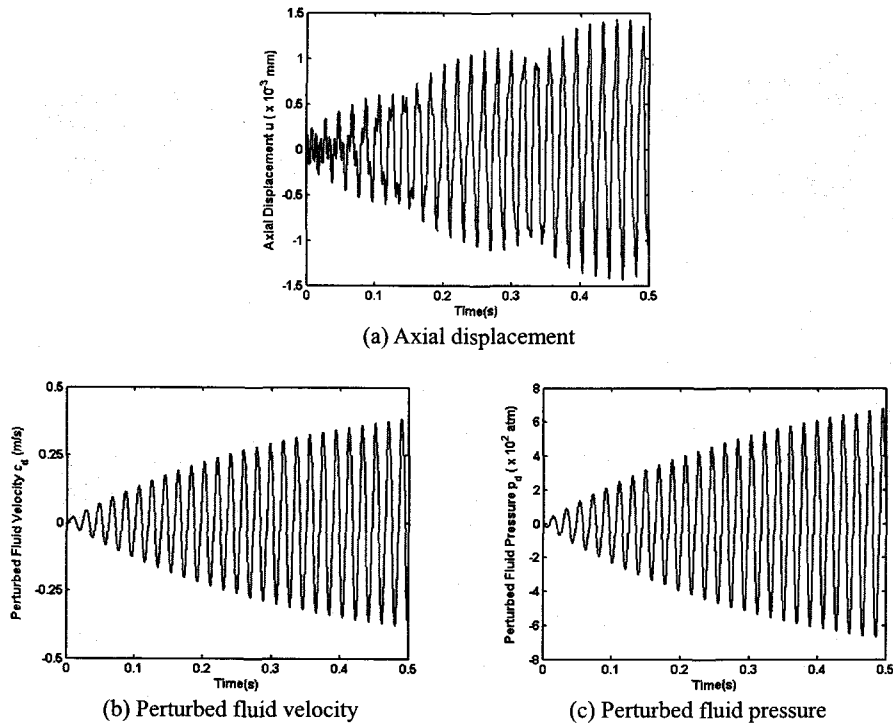 1.5
1
0.5
0
-0.5
-1
-1.5
Axial Displacement u ( x 10⁻³ mm)
0 0.1 0.2 0.3 0.4 0.5
Time(s)
(a) Axial displacement
0.5
0.25
0
-0.25
-0.5
Perturbed Fluid Velocity c_d (m/s)
0 0.1 0.2 0.3 0.4 0.5
Time(s)
(b) Perturbed fluid velocity
8
6
4
2
0
-2
-4
-6
-8
Perturbed Fluid Pressure p_d ( x 10² atm)
0 0.1 0.2 0.3 0.4 0.5
Time(s)
(c) Perturbed fluid pressure